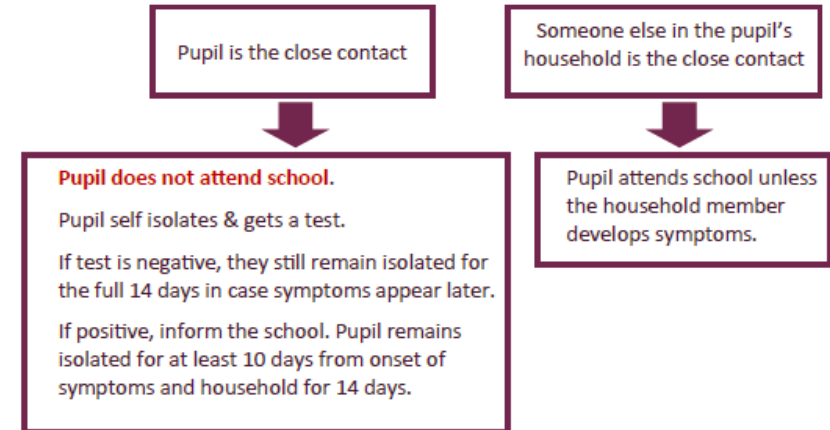 Pupil is the close contact
Someone else in the pupil's
household is the close contact
Pupil does not attend school.
Pupil self isolates & gets a test.
If test is negative, they still remain isolated for
the full 14 days in case symptoms appear later.
If positive, inform the school. Pupil remains
isolated for at least 10 days from onset of
symptoms and household for 14 days.
Pupil attends school unless
the household member
develops symptoms.